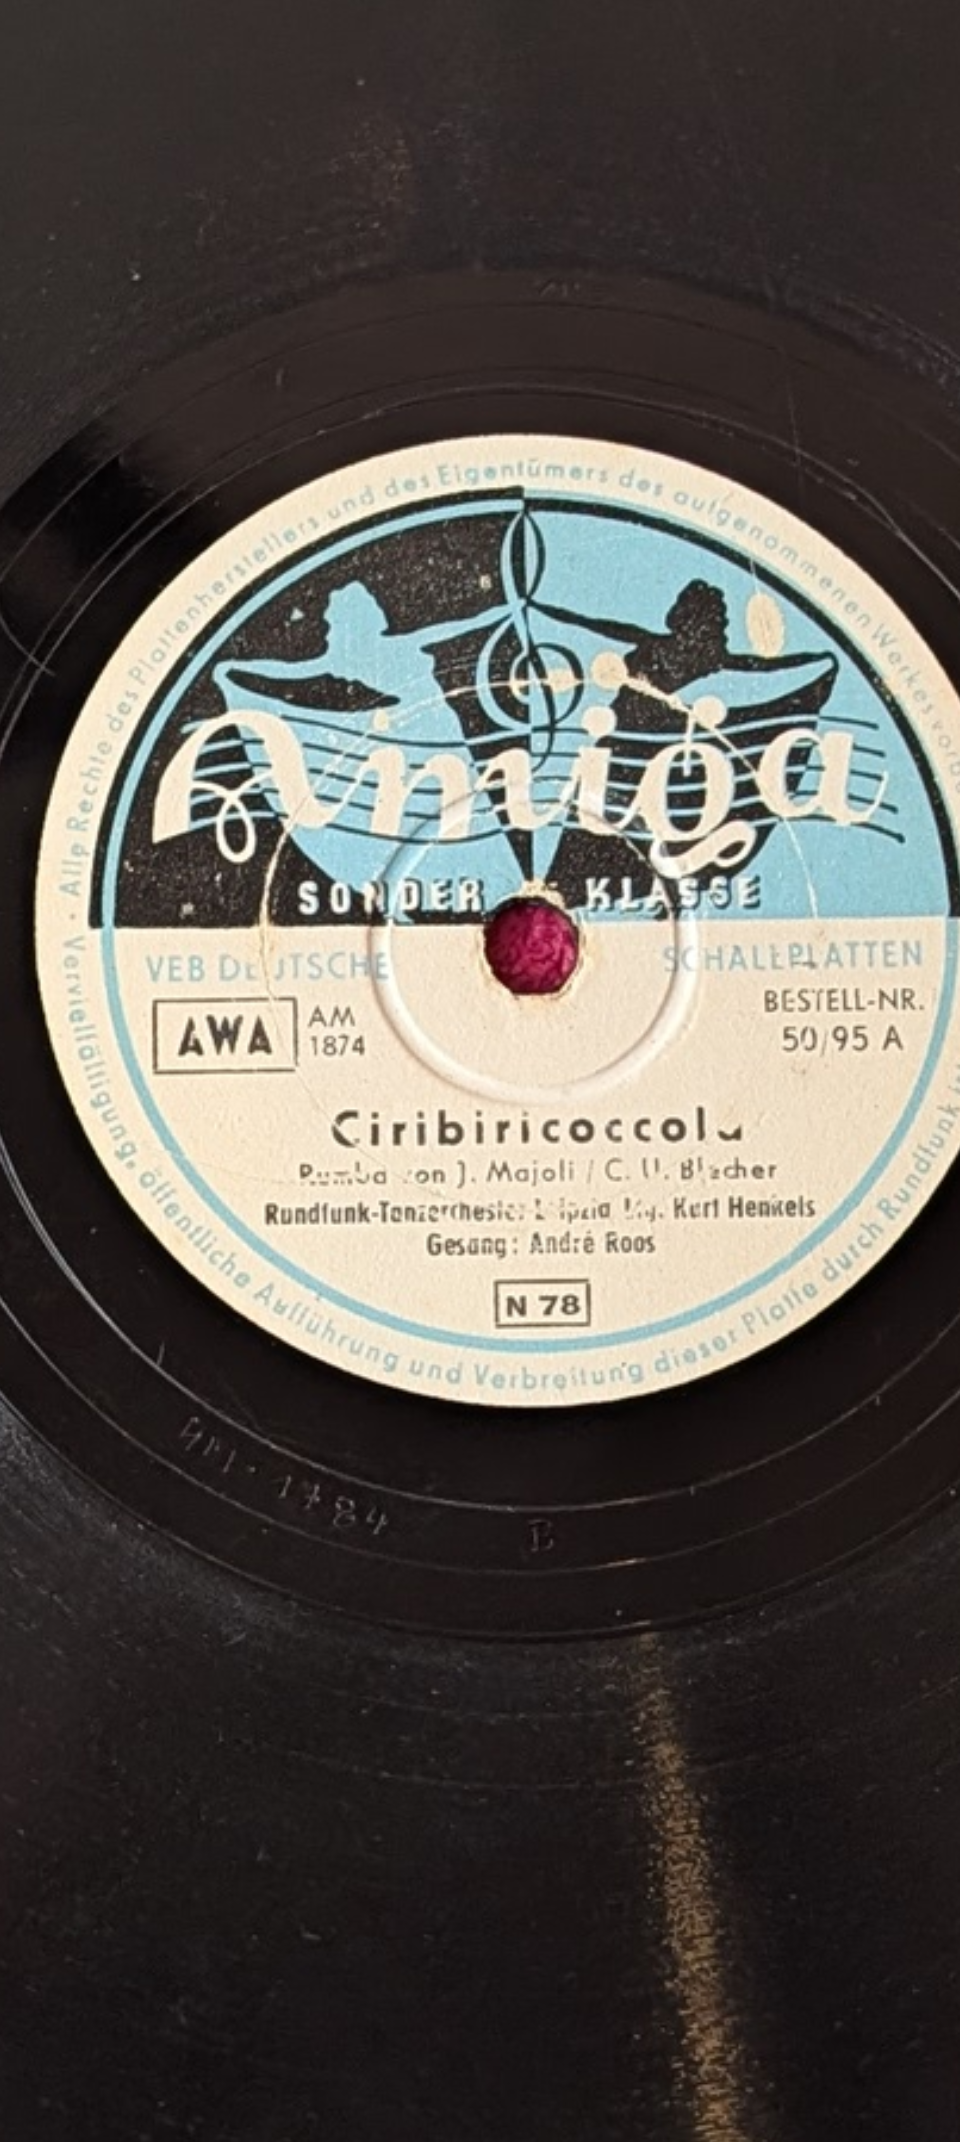 Alle Rechte des Plattenherstellers und des Eigentümers des aufgenommenen Werkes
Amiga
SONDER KLASSE
VEB DEUTSCHE SCHALLPLATTEN
AWA
AM
1874
BESTELL-NR.
50/95 A
Ciribiricoccola
Rumba von J. Majoli / C. U. Blecher
Rundfunk-Tanzorchester Leipzig Ltg. Kurt Henkels
Gesang: André Roos
N 78
Vervielfältigung, öffentliche Aufführung und Verbreitung dieser Platte durch Rundfunk
B